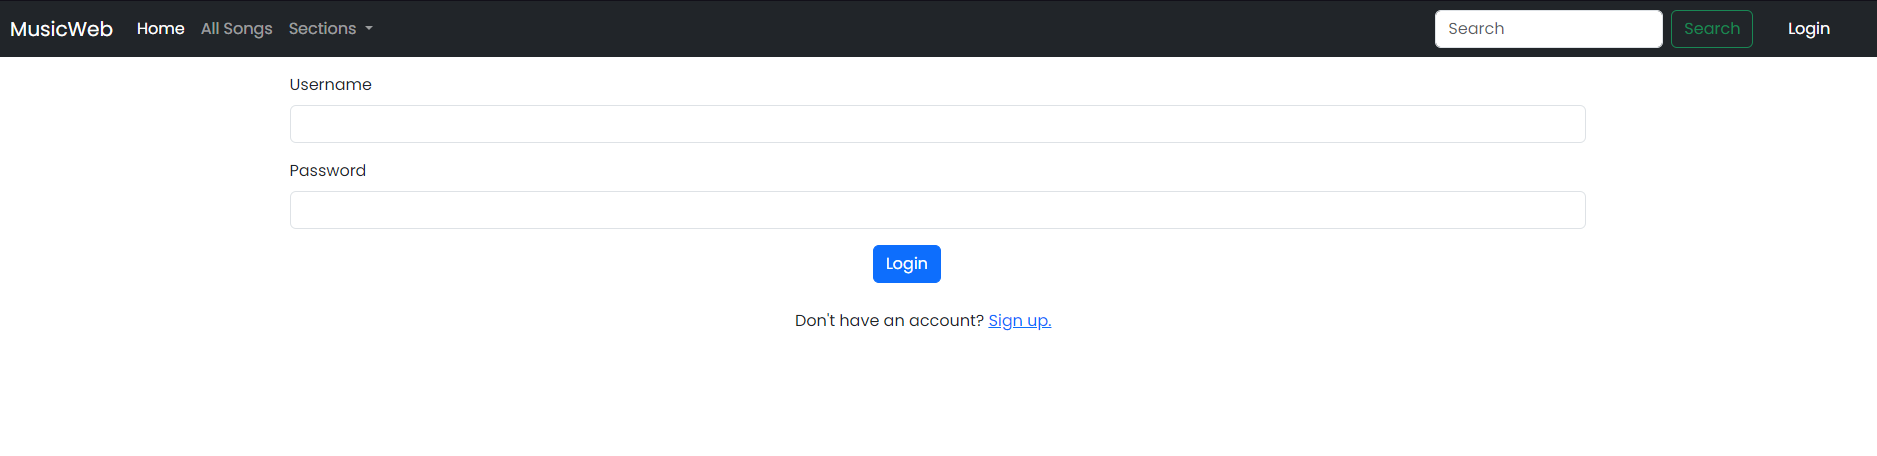 MusicWeb Home All Songs Sections Search Search Login
Username
Password
Login
Don't have an account? Sign up.